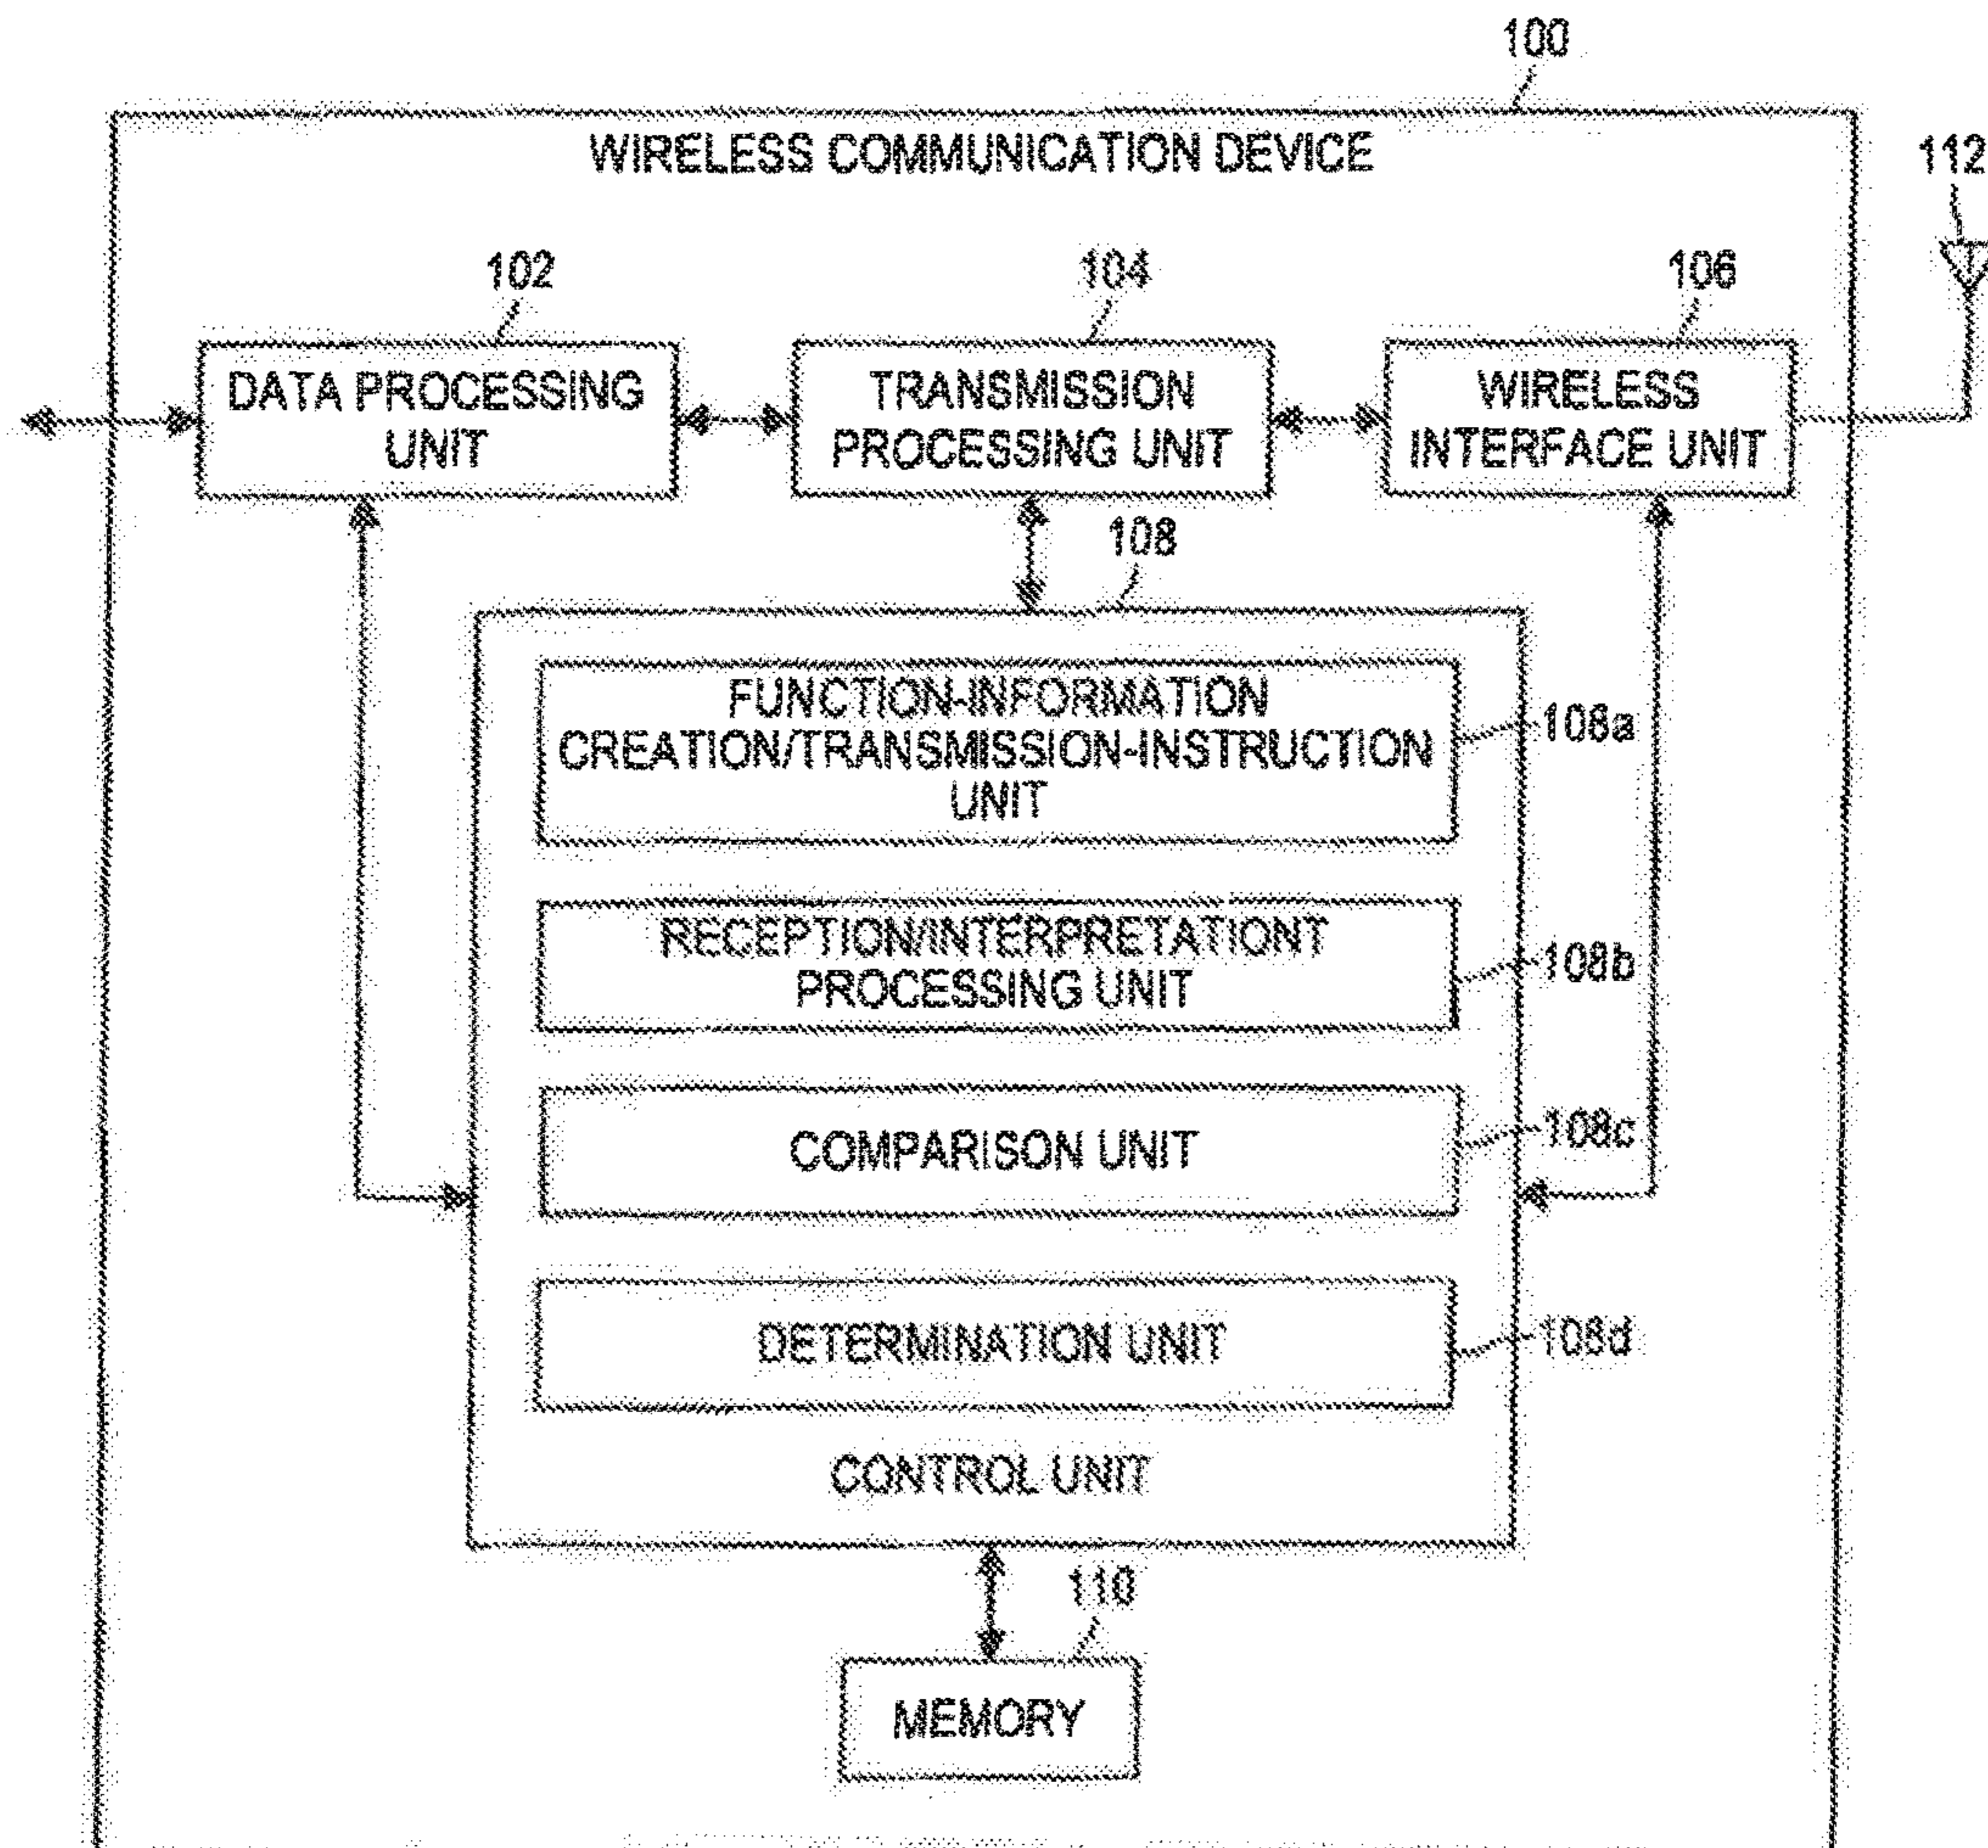 100
WIRELESS COMMUNICATION DEVICE
112
102
104
106
DATA PROCESSING
UNIT
TRANSMISSION
PROCESSING UNIT
WIRELESS
INTERFACE UNIT
108
FUNCTION-INFORMATION
CREATION/TRANSMISSION-INSTRUCTION
UNIT
108a
RECEPTION/INTERPRETATIONT
PROCESSING UNIT
108b
COMPARISON UNIT
108c
DETERMINATION UNIT
108d
CONTROL UNIT
110
MEMORY